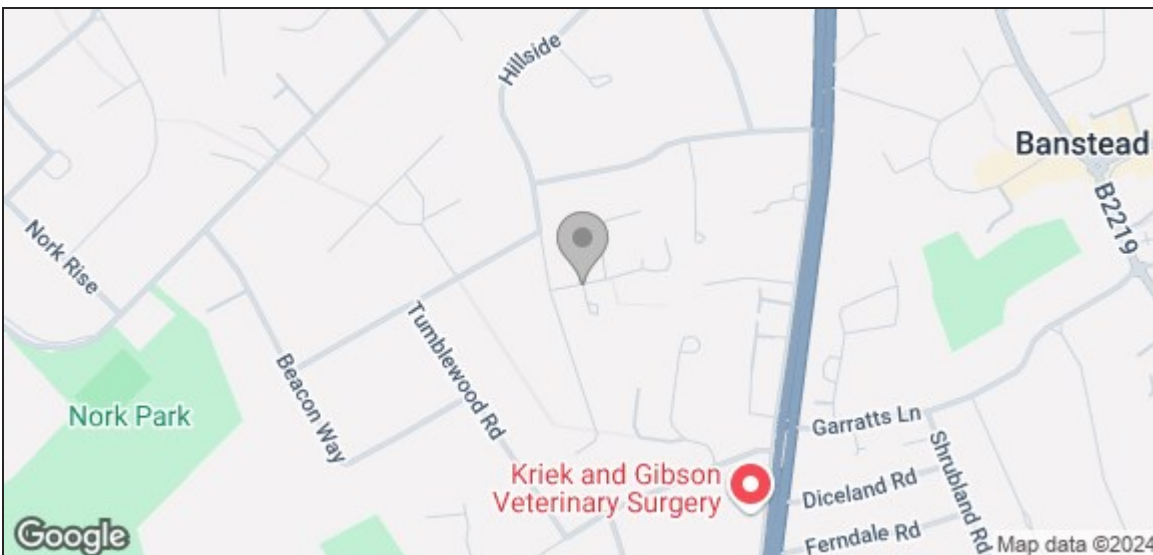 Hillside
Banstead
B2219
Nork Rise
Tumblewood Rd
Beacon Way
Nork Park
Garratts Ln
Shrubland Rd
Kriek and Gibson
Veterinary Surgery
Diceland Rd
Ferndale Rd
Google
Map data ©2024